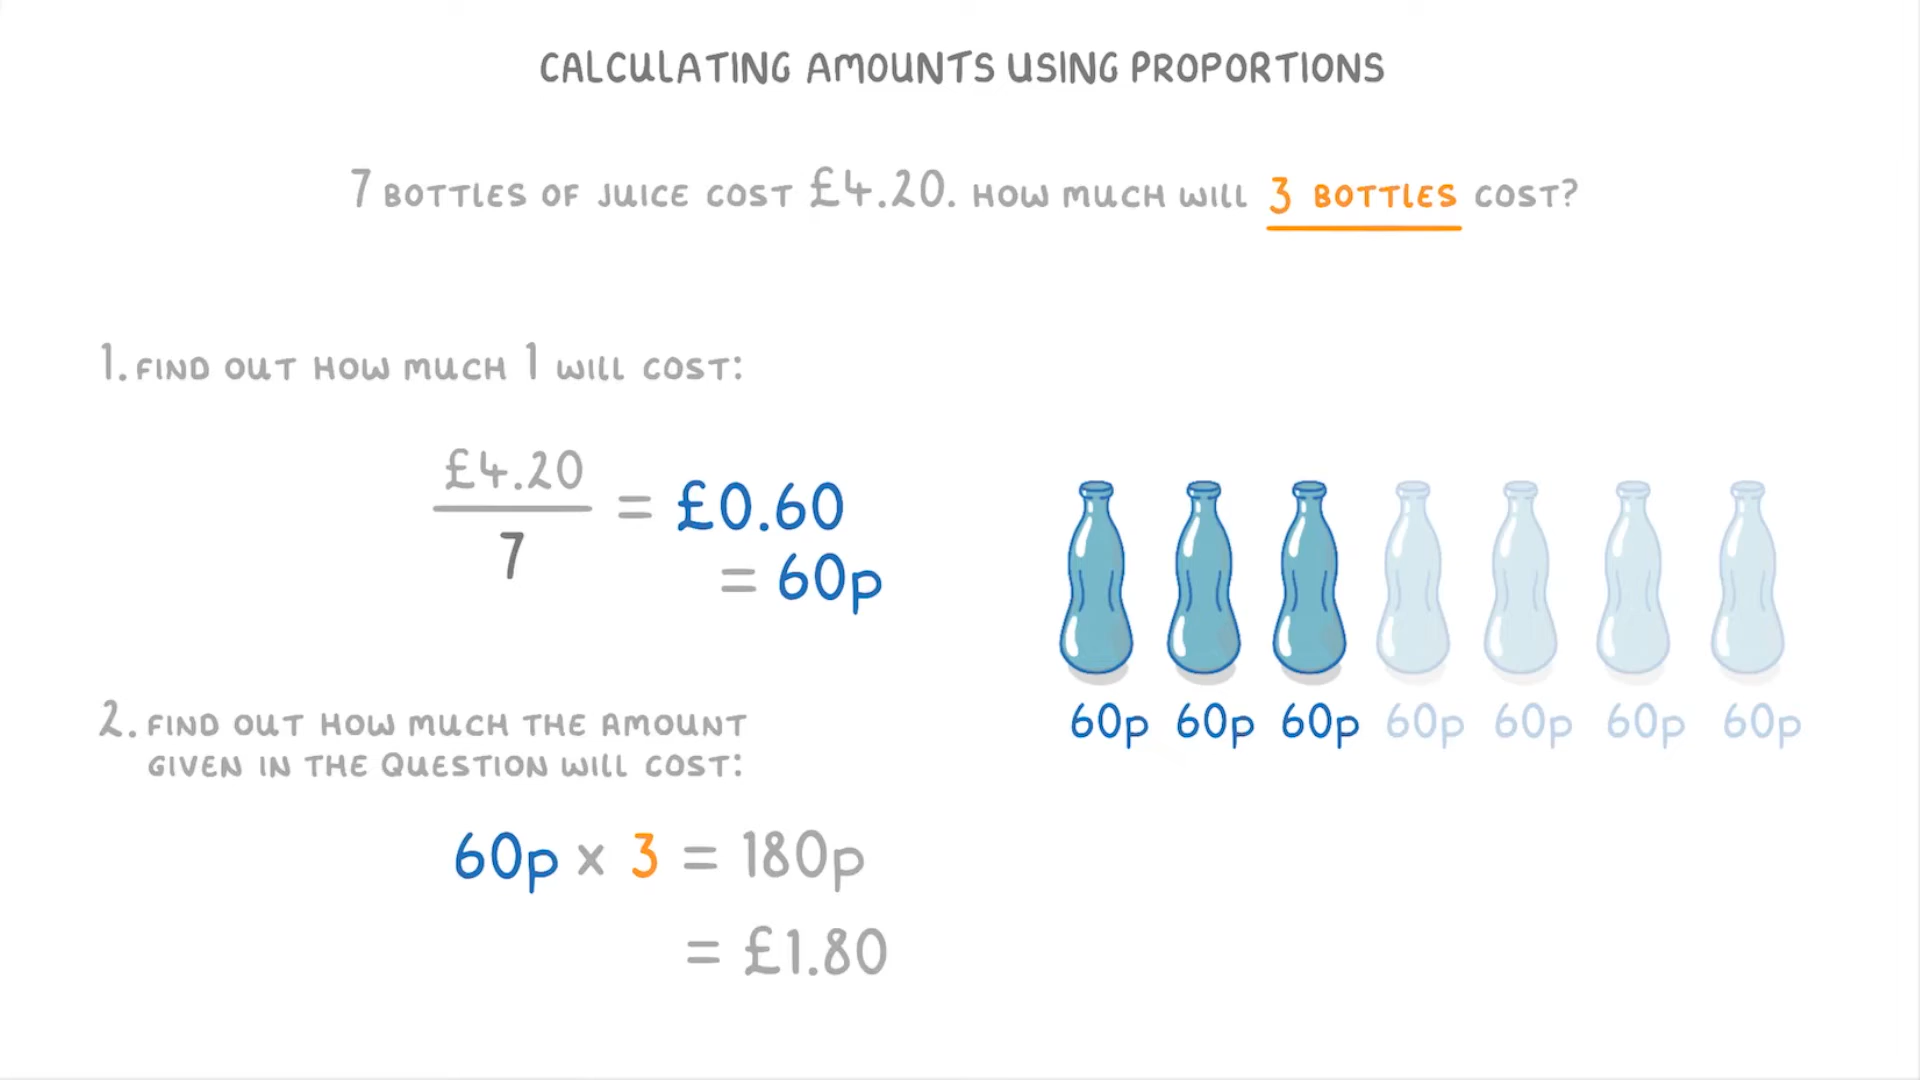 CALCULATING AMOUNTS USING PROPORTIONS
7 BOTTLES OF JUICE COST £4.20. HOW MUCH WILL 3 BOTTLES COST?
1. FIND OUT HOW MUCH 1 WILL COST:
£4.20
7
= £0.60
= 60p
60p 60p 60p 60p 60p 60p 60p
2. FIND OUT HOW MUCH THE AMOUNT
GIVEN IN THE QUESTION WILL COST:
60p x 3 = 180p
= £1.80